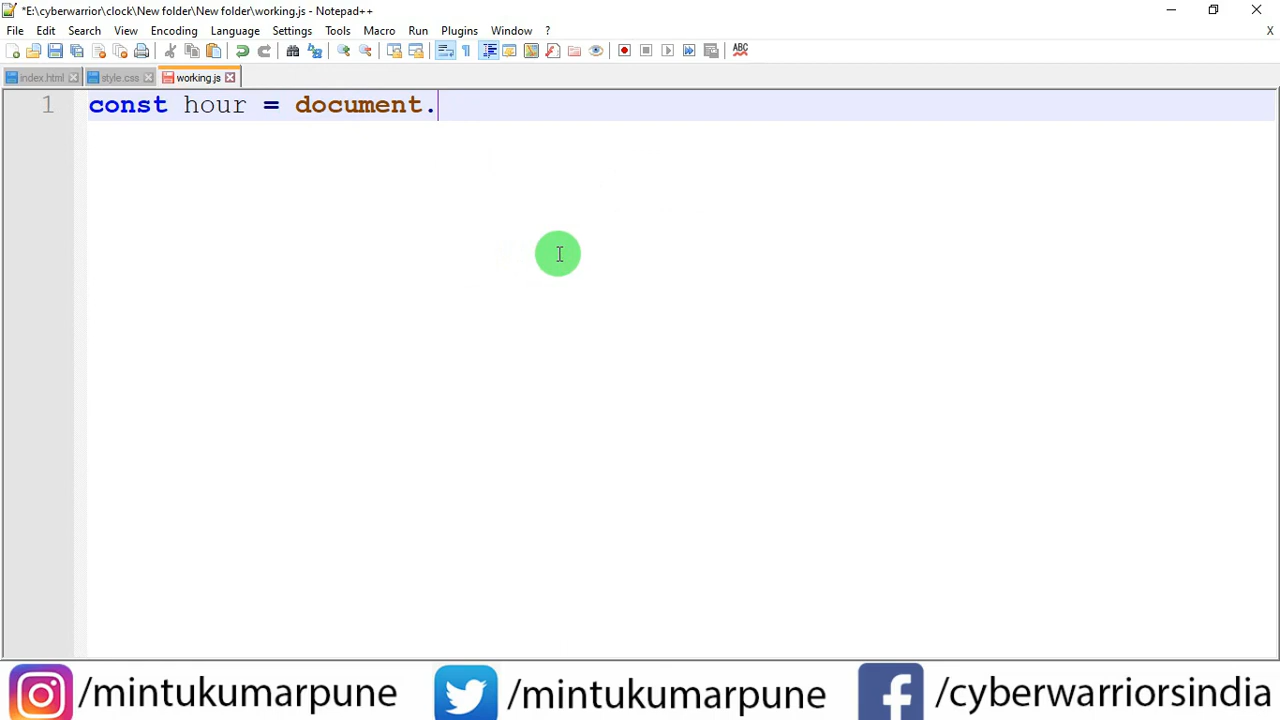 *E:\cyberwarrior\clock\New folder\New folder\working.js - Notepad++
File Edit Search View Encoding Language Settings Tools Macro Run Plugins Window ? X
index.html style.css working.js
1 const hour = document.
/mintukumarpune /mintukumarpune /cyberwarriorsindia